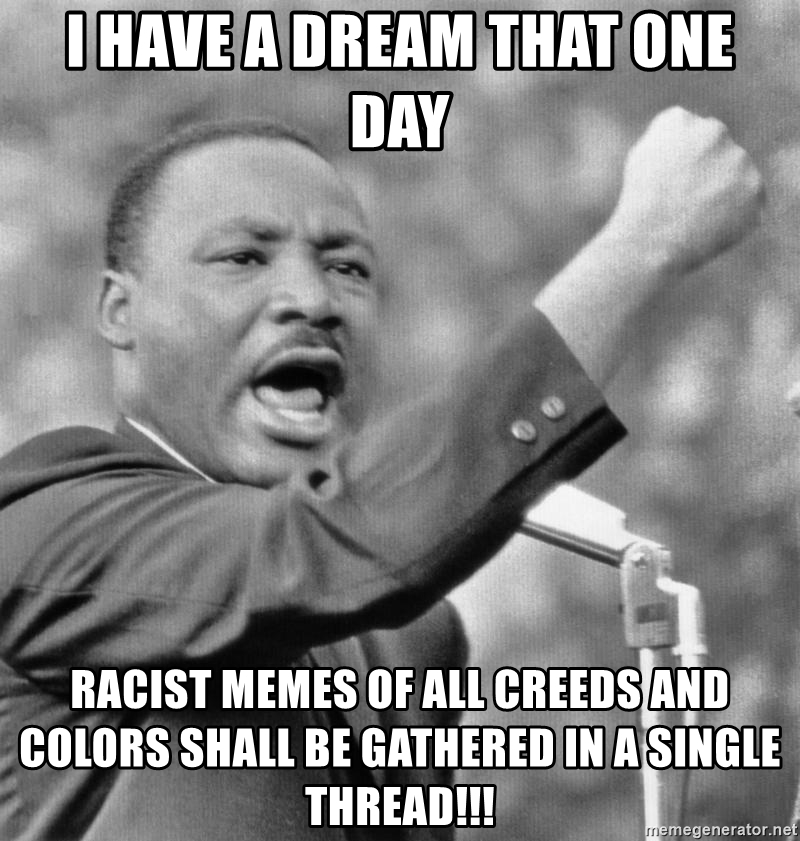 I HAVE A DREAM THAT ONE
DAY
RACIST MEMES OF ALL CREEDS AND
COLORS SHALL BE GATHERED IN A SINGLE
THREAD!!!
memegenerator.net